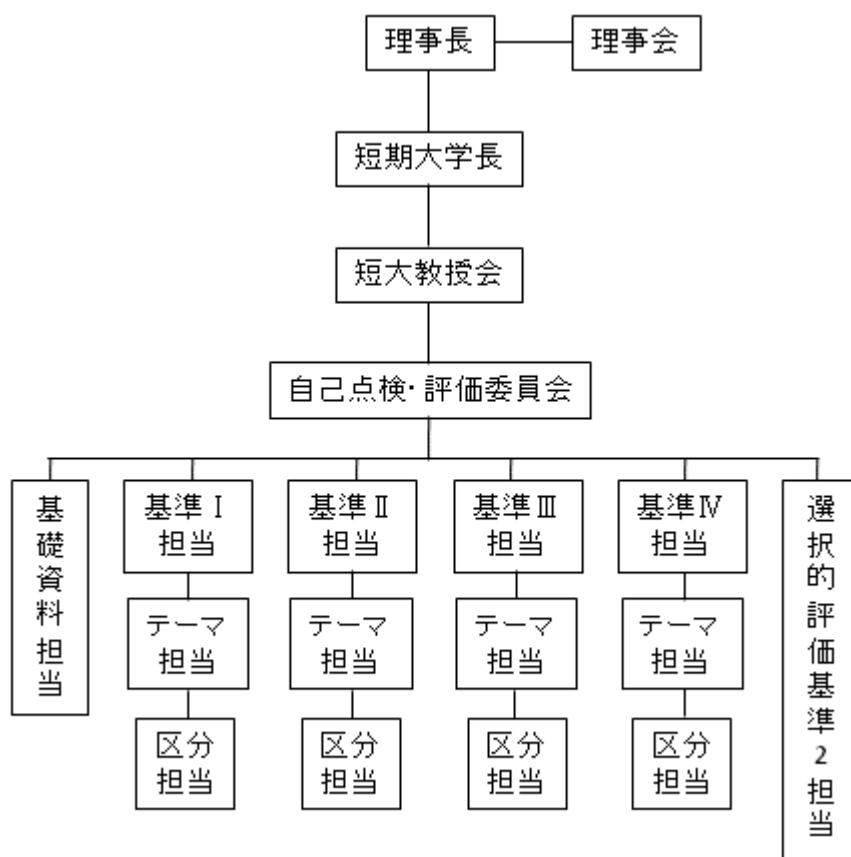 理事長
理事会
短期大学長
短大教授会
自己点検・評価委員会
基礎資料担当
基準Ⅰ
担当
基準Ⅱ
担当
基準Ⅲ
担当
基準Ⅳ
担当
選択的評価基準2担当
テーマ
担当
テーマ
担当
テーマ
担当
テーマ
担当
区分
担当
区分
担当
区分
担当
区分
担当